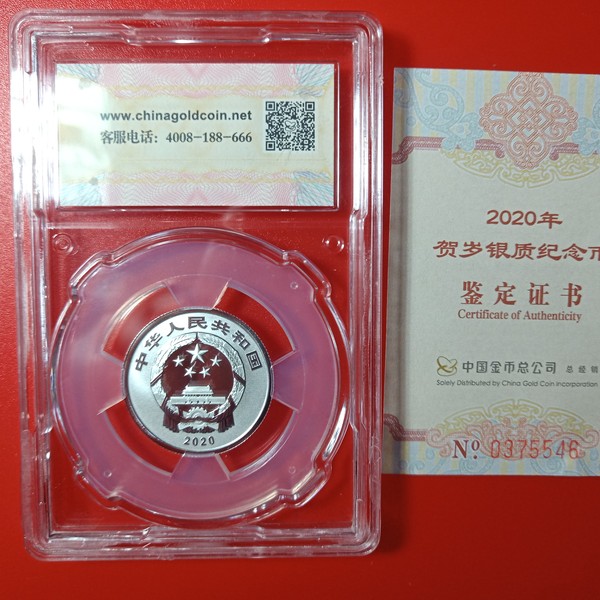 www.chinagoldcoin.net
客服电话：4008-188-666
中华人民共和国
2020
2020年
贺岁银质纪念币
鉴定证书
Certificate of Authenticity
中国金币总公司 总经销
Solely Distributed by China Gold Coin Incorporation
№ 0375546